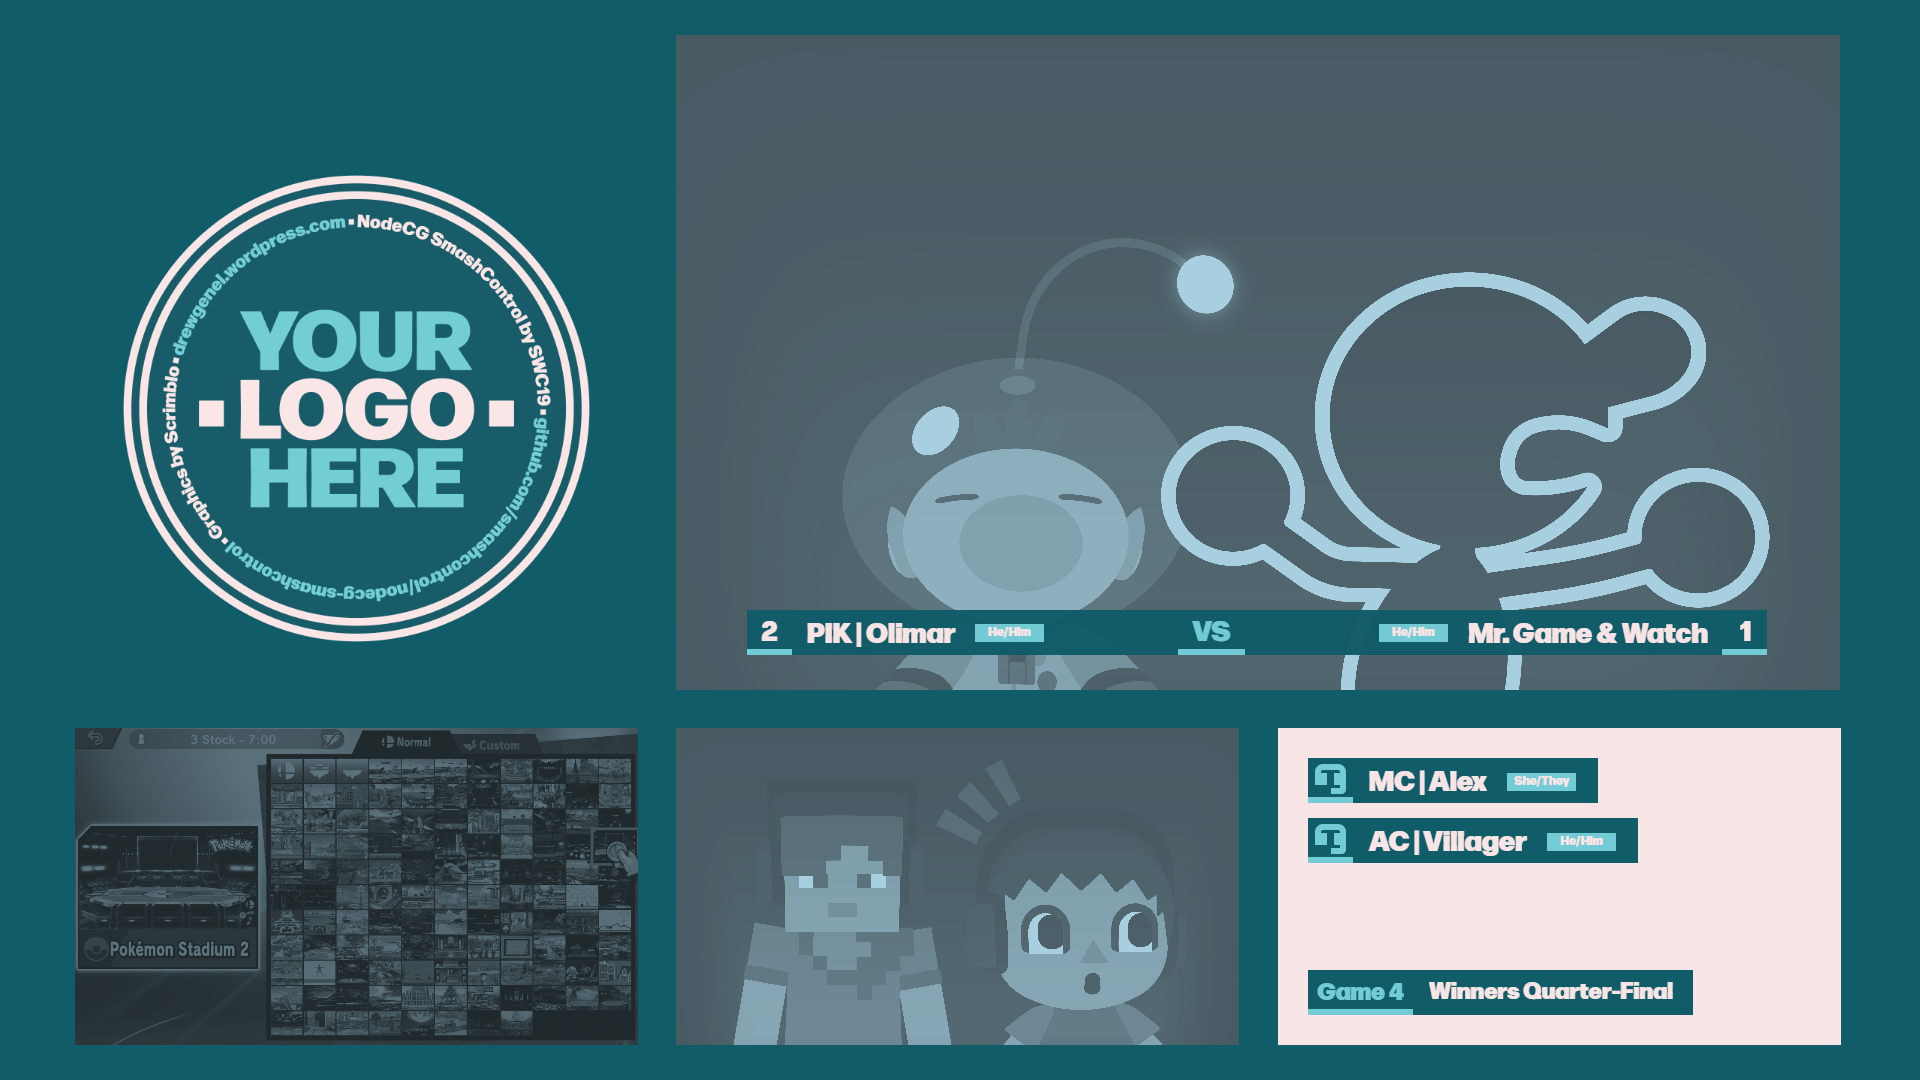 NodeCG SmashControl by SWC19 ▪ github.com/smashcontrol/nodecg-smashcontrol ▪ Graphics by Scrimblo ▪ drewgenel.wordpress.com ▪
YOUR
▪ LOGO ▪
HERE
2 PIK | Olimar He/Him VS He/Him Mr. Game & Watch 1
3 Stock - 7:00 Normal Custom
Pokémon
Pokémon Stadium 2
MC | Alex She/They
AC | Villager He/Him
Game 4 Winners Quarter-Final